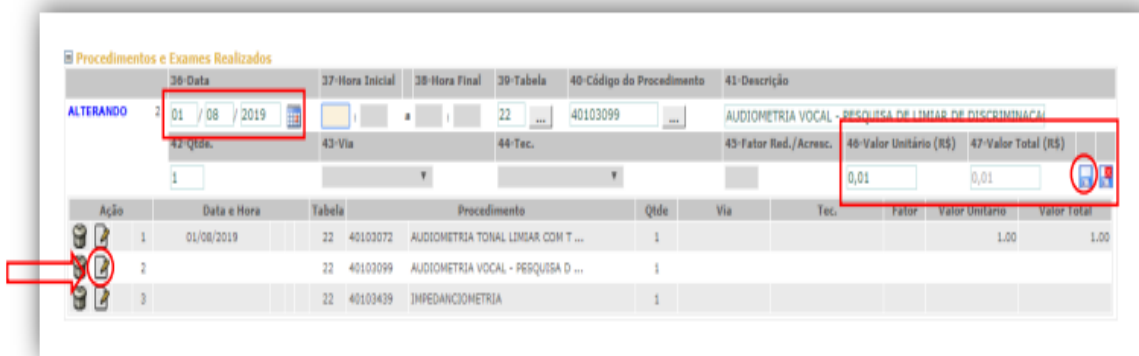 Procedimentos e Exames Realizados
36-Data 37-Hora Inicial 38-Hora Final 39-Tabela 40-Código do Procedimento 41-Descrição
ALTERANDO 2 01 / 08 / 2019 : a : 22 ... 40103099 ... AUDIOMETRIA VOCAL - PESQUISA DE LIMIAR DE DISCRIMINACA
42-Qtde. 43-Via 44-Tec. 45-Fator Red./Acresc. 46-Valor Unitário (R$) 47-Valor Total (R$)
1 0,01 0,01
Ação Data e Hora Tabela Procedimento Qtde Via Tec. Fator Valor Unitário Valor Total
1 01/08/2019 22 40103072 AUDIOMETRIA TONAL LIMIAR COM T ... 1 1.00 1.00
2 22 40103099 AUDIOMETRIA VOCAL - PESQUISA D ... 1
3 22 40103439 IMPEDANCIOMETRIA 1